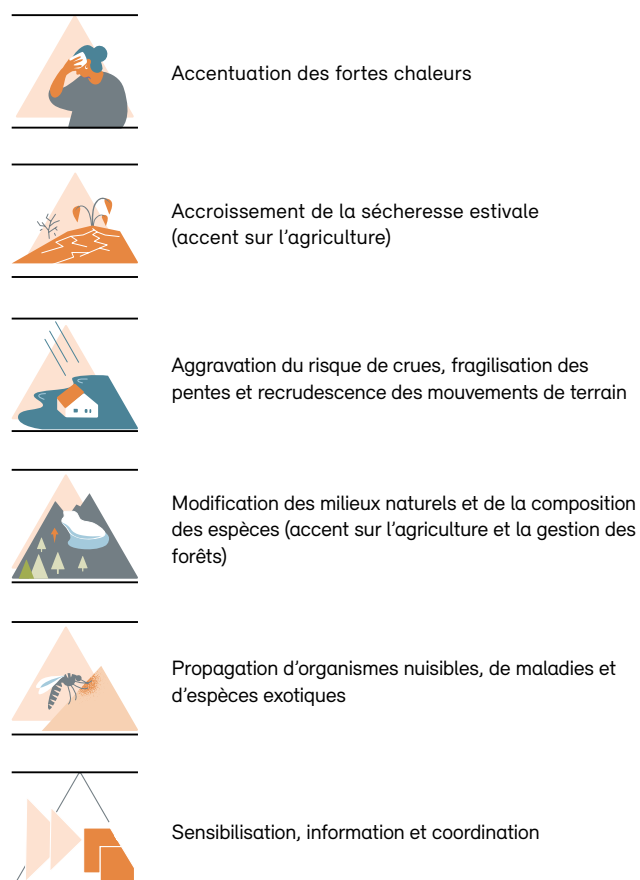 Accentuation des fortes chaleurs
Accroissement de la sécheresse estivale
(accent sur l’agriculture)
Aggravation du risque de crues, fragilisation des
pentes et recrudescence des mouvements de terrain
Modification des milieux naturels et de la composition
des espèces (accent sur l’agriculture et la gestion des
forêts)
Propagation d’organismes nuisibles, de maladies et
d’espèces exotiques
Sensibilisation, information et coordination